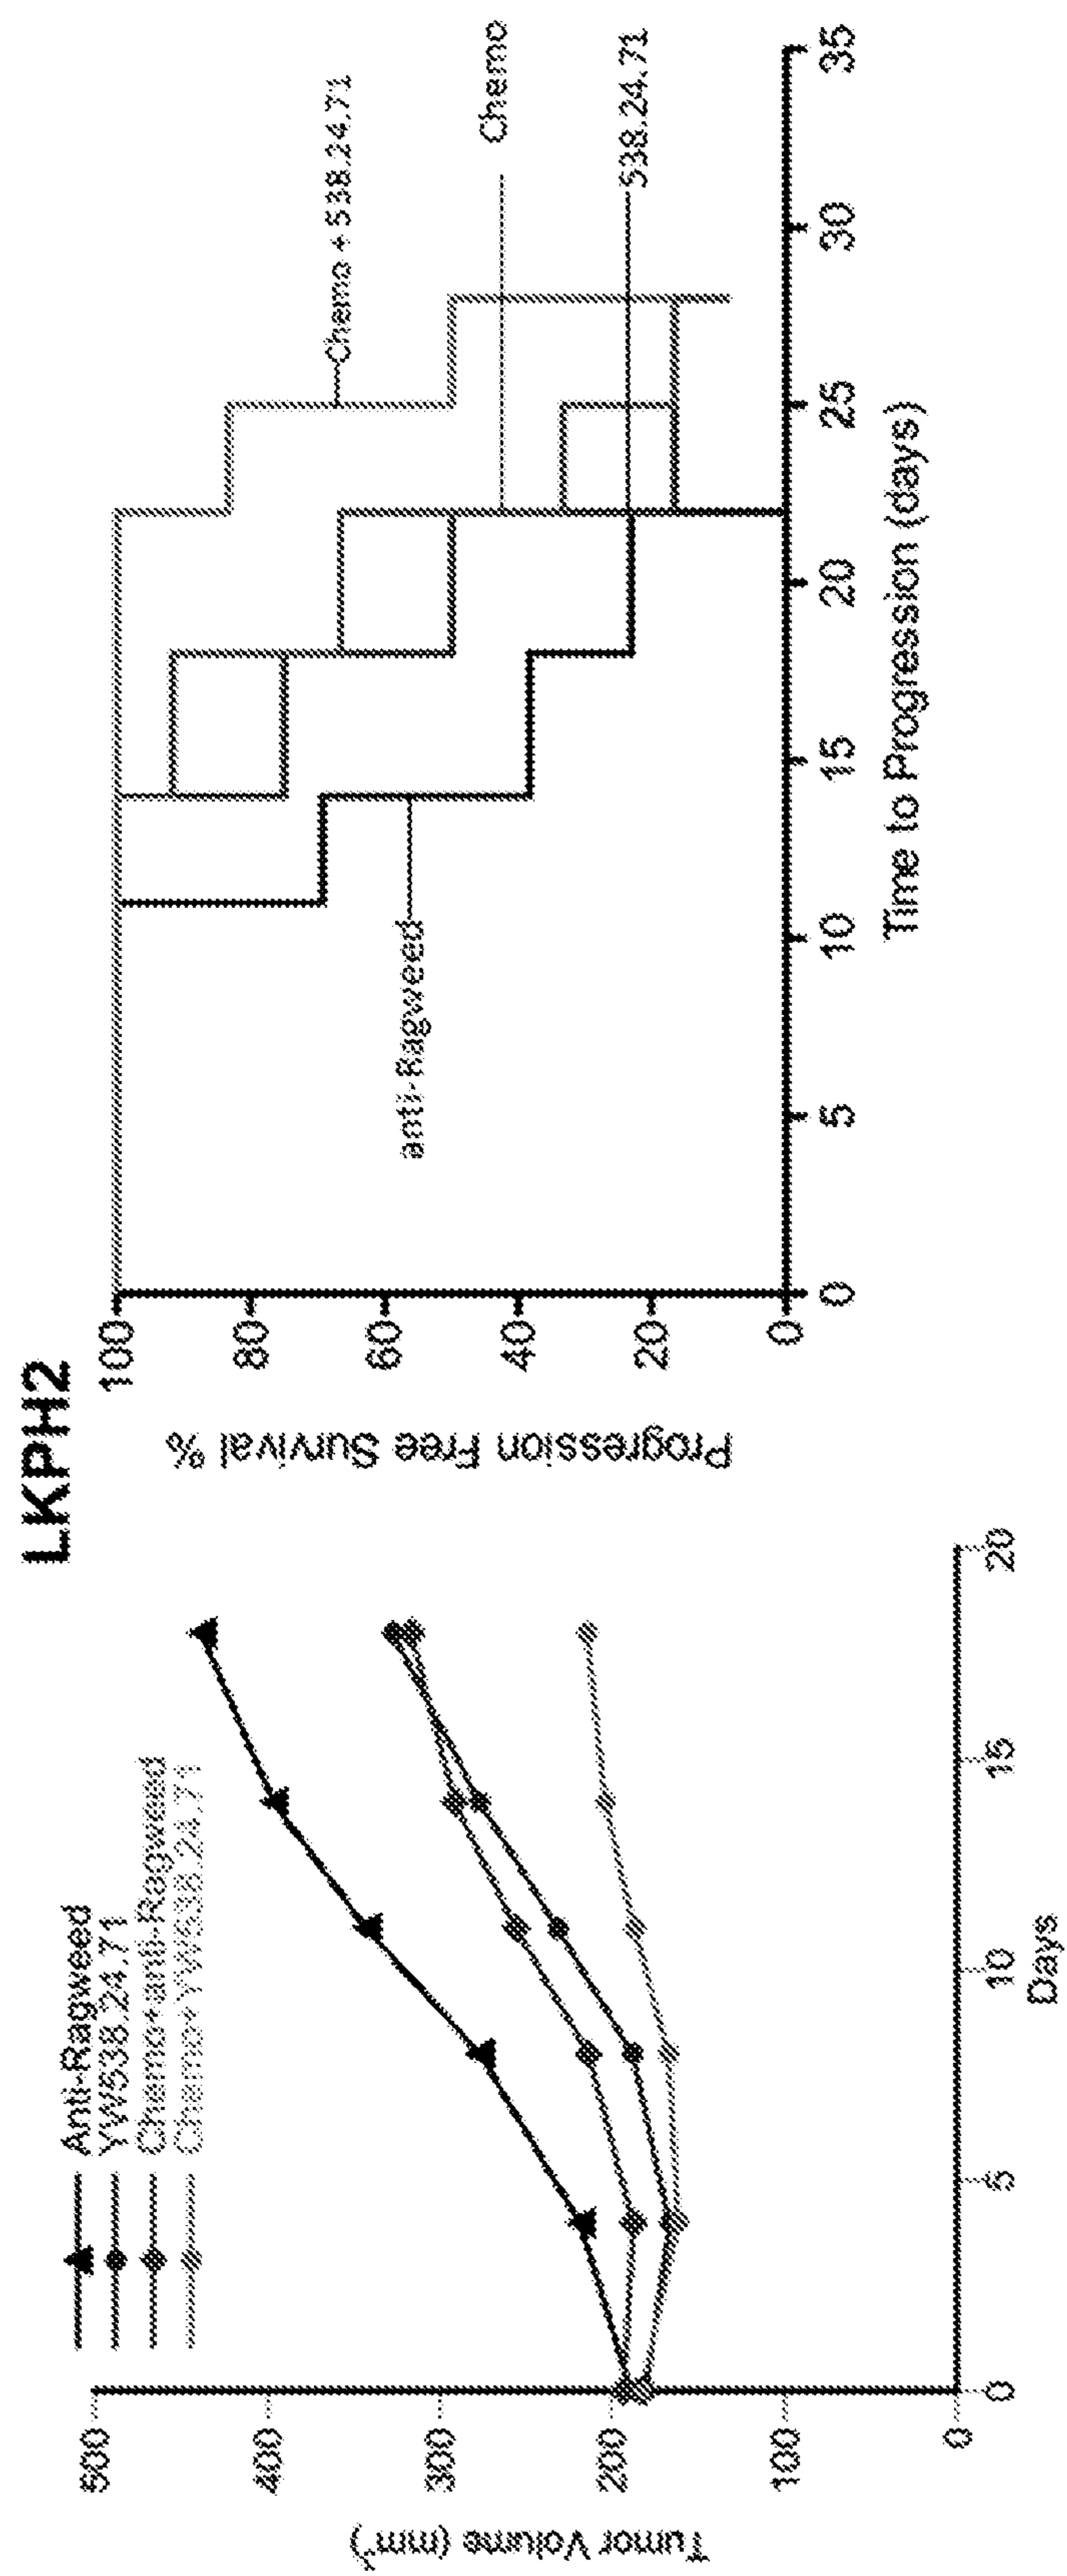 LKPH2
Anti-Ragweed
YW538.24.71
Chemo+anti-Ragweed
Chemo+YW538.24.71
Tumor Volume (mm³)
500
400
300
200
100
0
0
5
10
15
20
Days
Progression Free Survival %
100
80
60
40
20
0
anti-Ragweed
Chemo + 538.24.71
Chemo
538.24.71
0
5
10
15
20
25
30
35
Time to Progression (days)